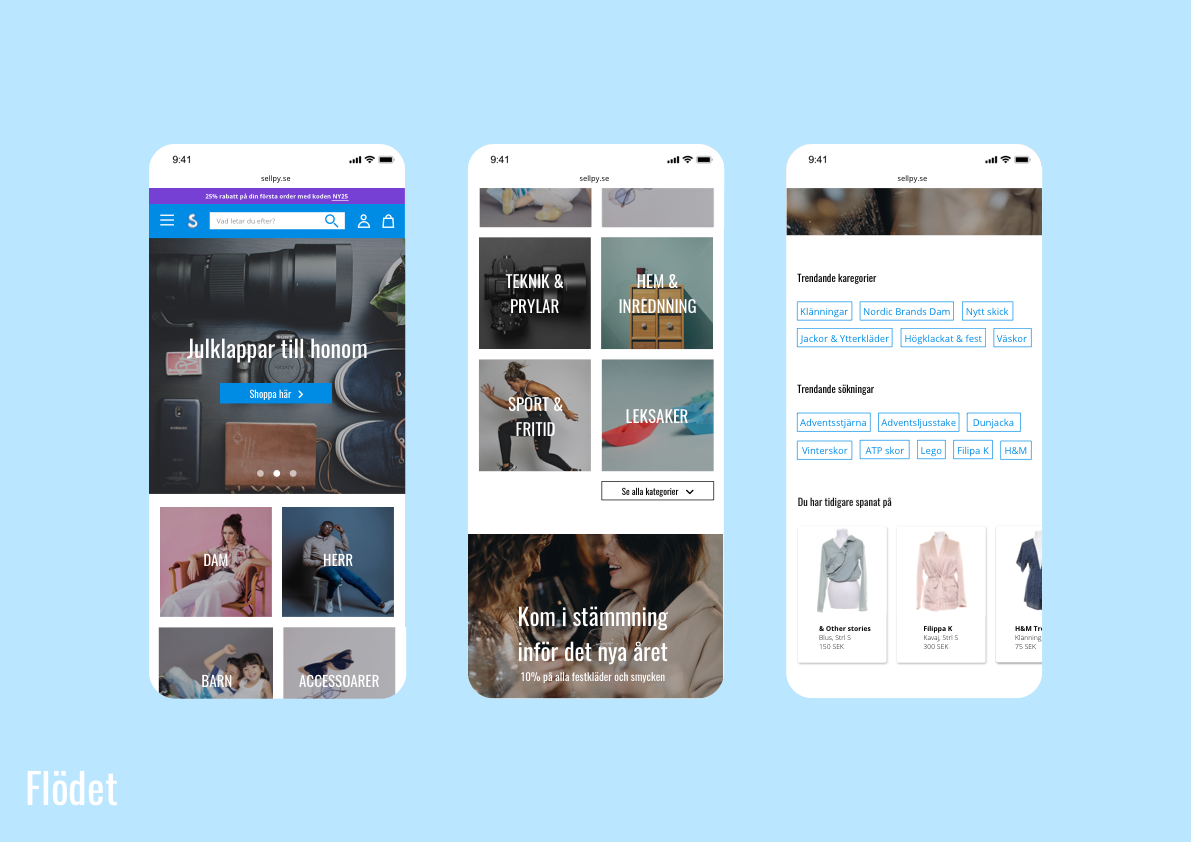 9:41
sellpy.se
25% rabatt på din första order med koden NY25
Vad letar du efter?
Julklappar till honom
Shoppa här
SAMSUNG
DAM
HERR
BARN
ACCESSOARER
9:41
sellpy.se
TEKNIK &
PRYLAR
HEM &
INREDNNING
SPORT &
FRITID
LEKSAKER
Se alla kategorier
Kom i stämmning
inför det nya året
10% på alla festkläder och smycken
9:41
sellpy.se
Trendande karegorier
Klänningar
Nordic Brands Dam
Nytt skick
Jackor & Ytterkläder
Högklackat & fest
Väskor
Trendande sökningar
Adventsstjärna
Adventsljusstake
Dunjacka
Vinterskor
ATP skor
Lego
Filipa K
H&M
Du har tidigare spanat på
& Other stories
Blus, Strl S
150 SEK
Filippa K
Kavaj, Strl S
300 SEK
H&M Tr
Klänning
75 SEK
Flödet